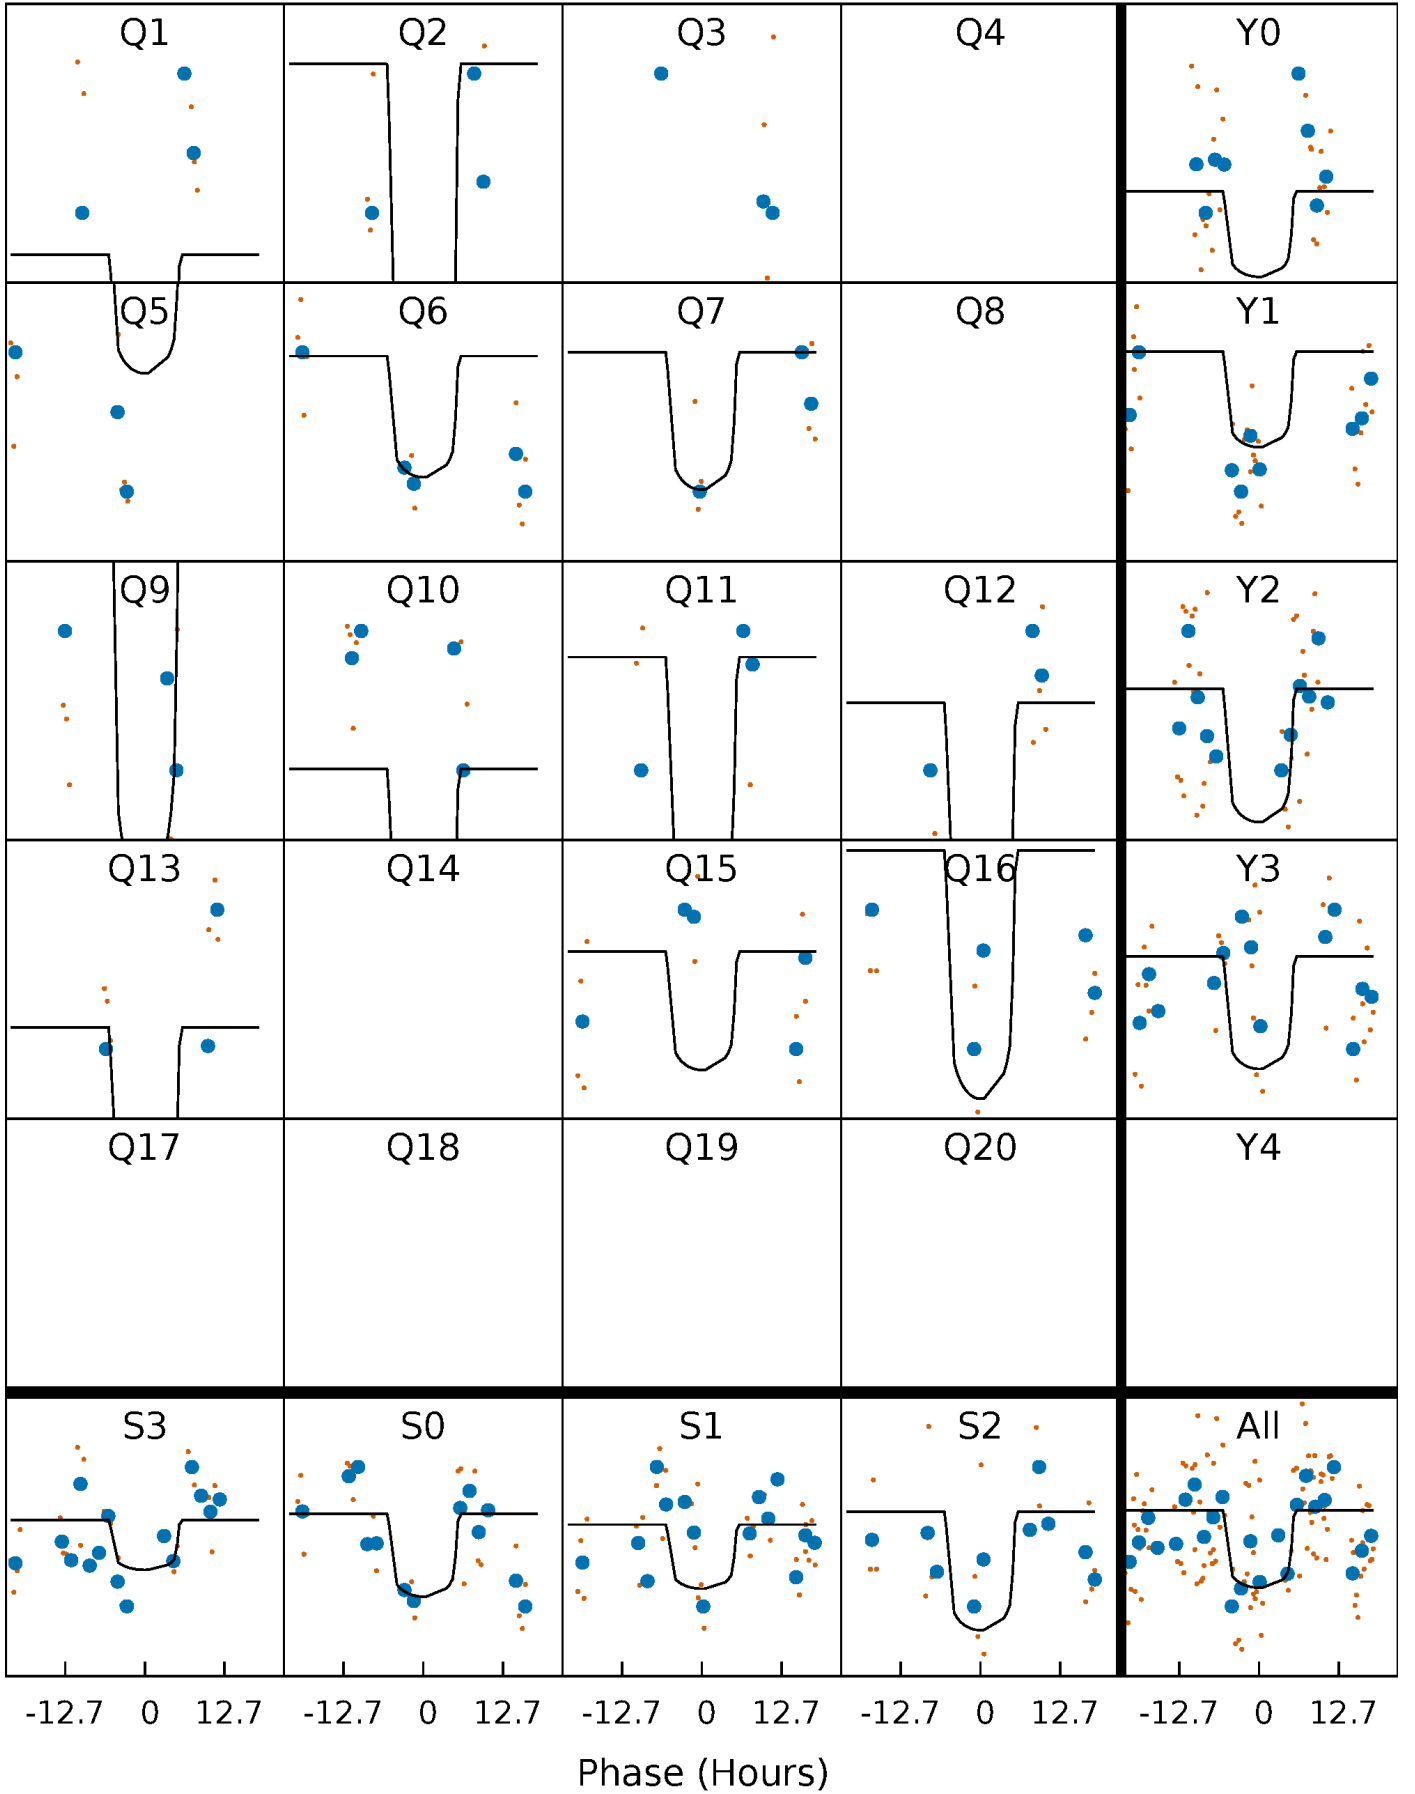 Q1 Q2 Q3 Q4 Y0
Q5 Q6 Q7 Q8 Y1
Q9 Q10 Q11 Q12 Y2
Q13 Q14 Q15 Q16 Y3
Q17 Q18 Q19 Q20 Y4
S3 S0 S1 S2 All
-12.7 0 12.7 -12.7 0 12.7 -12.7 0 12.7 -12.7 0 12.7 -12.7 0 12.7
Phase (Hours)